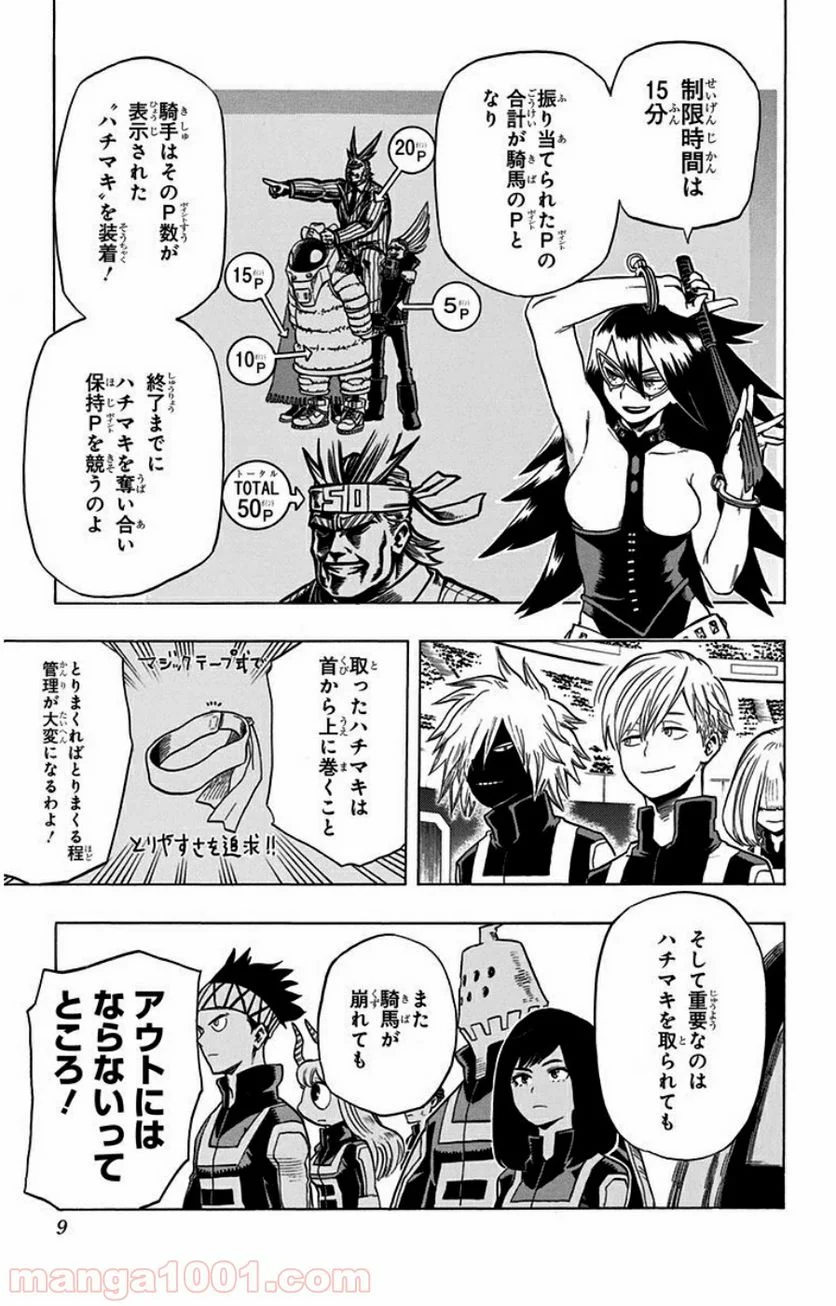 制限時間は
15分
振り当てられたPの
合計が騎馬のPと
なり
騎手はそのP数が
表示された
〝ハチマキ〟を装着！
終了までに
ハチマキを奪い合い
保持Pを競うのよ
20P
15P
5P
10P
トータル
TOTAL
50P
50
取ったハチマキは
首から上に巻くこと
マジックテープ式で
とりやすさを追求!!
とりまくればとりまくる程
管理が大変になるわよ！
そして重要なのは
ハチマキを取られても
また
騎馬が
崩れても
アウトには
ならないって
ところ！
9
manga1001.com